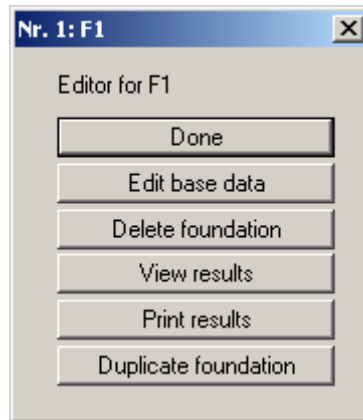 Nr. 1: F1
Editor for F1
Done
Edit base data
Delete foundation
View results
Print results
Duplicate foundation